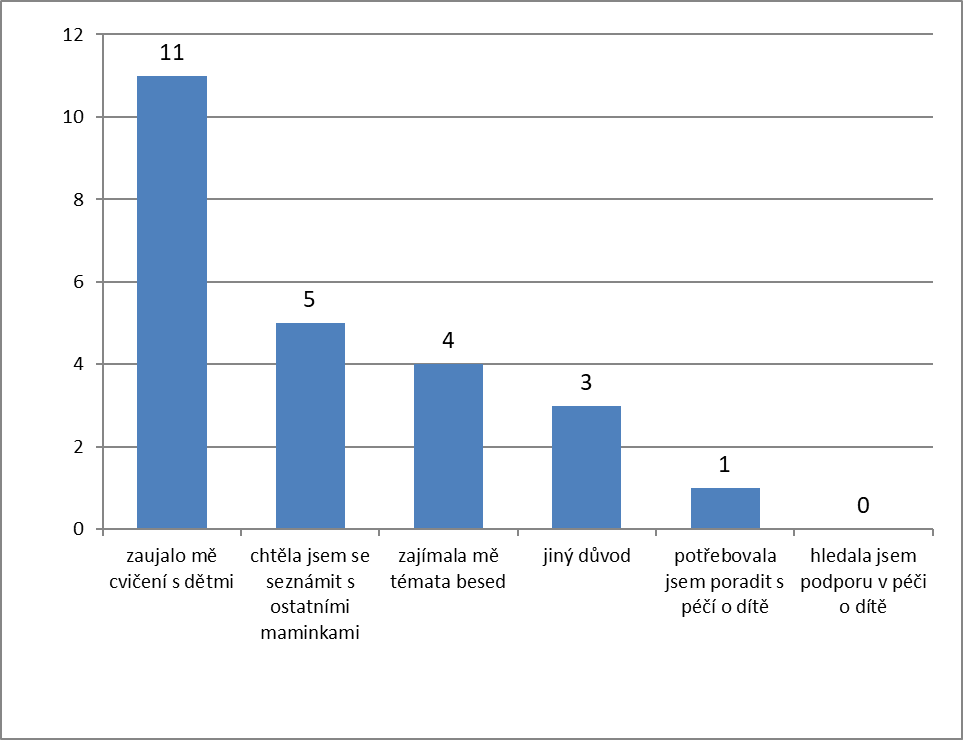 12
10
8
6
4
2
0
11
5
4
3
1
0
zaujalo mě
cvičení s dětmi
chtěla jsem se
seznámit s
ostatními
maminkami
zajímala mě
témata besed
jiný důvod
potřebovala
jsem poradit s
péčí o dítě
hledala jsem
podporu v péči
o dítě